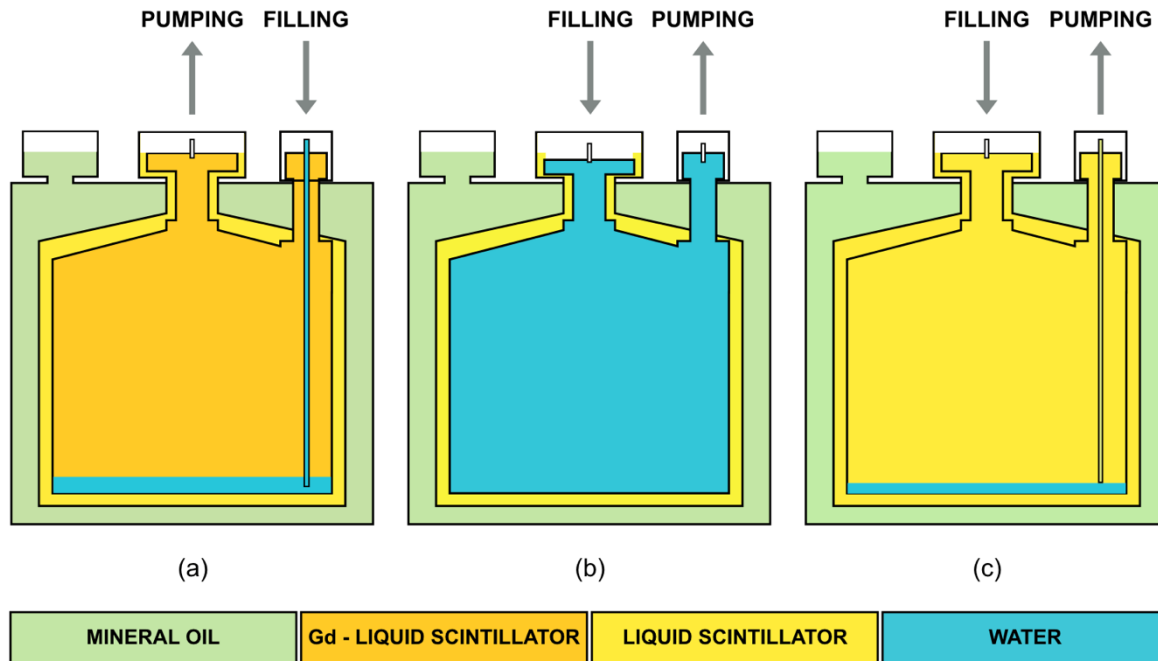 PUMPING FILLING
FILLING PUMPING
FILLING PUMPING
(a)
(b)
(c)
MINERAL OIL
Gd - LIQUID SCINTILLATOR
LIQUID SCINTILLATOR
WATER